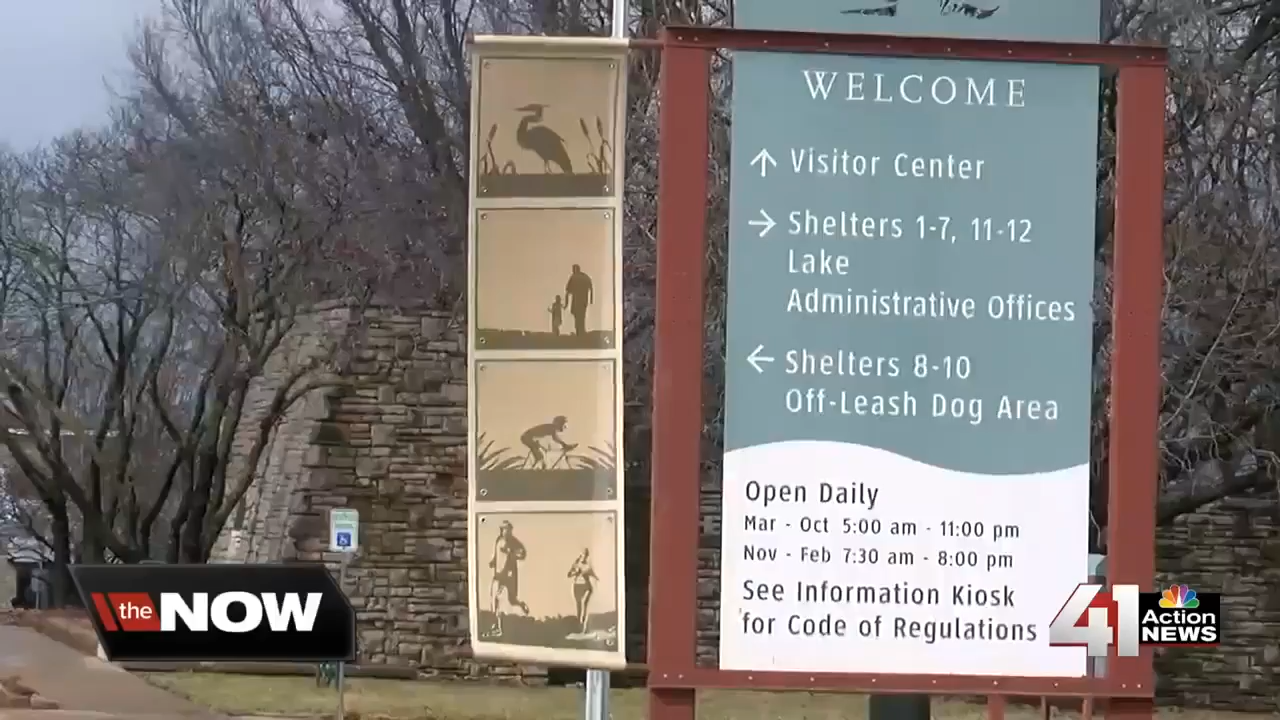 WELCOME
↑ Visitor Center
→ Shelters 1-7, 11-12
Lake
Administrative Offices
← Shelters 8-10
Off-Leash Dog Area
Open Daily
Mar - Oct 5:00 am - 11:00 pm
Nov - Feb 7:30 am - 8:00 pm
See Information Kiosk
for Code of Regulations
the NOW
41 Action
NEWS